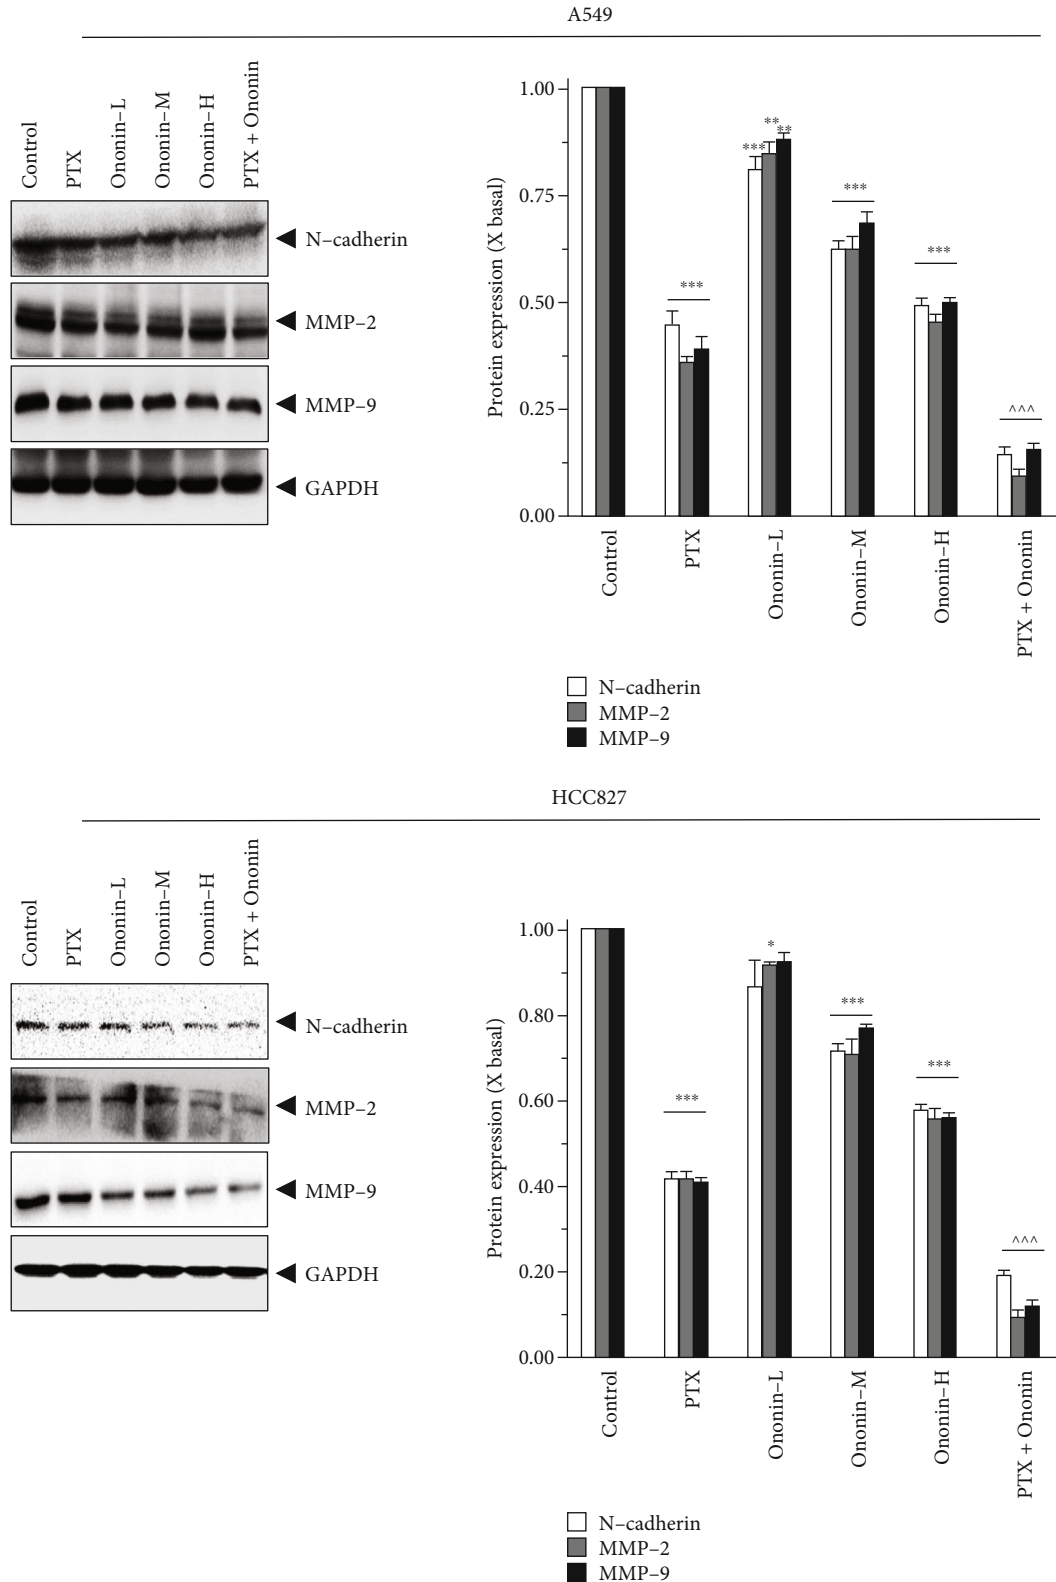 A549
Control
PTX
Ononin–L
Ononin–M
Ononin–H
PTX + Ononin
N–cadherin
MMP–2
MMP–9
GAPDH
Protein expression (X basal)
1.00
0.75
0.50
0.25
0.00
***
***
**
**
***
***
^^^
Control
PTX
Ononin–L
Ononin–M
Ononin–H
PTX + Ononin
N–cadherin
MMP–2
MMP–9
HCC827
Control
PTX
Ononin–L
Ononin–M
Ononin–H
PTX + Ononin
N–cadherin
MMP–2
MMP–9
GAPDH
Protein expression (X basal)
1.00
0.80
0.60
0.40
0.20
0.00
***
*
***
***
^^^
Control
PTX
Ononin–L
Ononin–M
Ononin–H
PTX + Ononin
N–cadherin
MMP–2
MMP–9